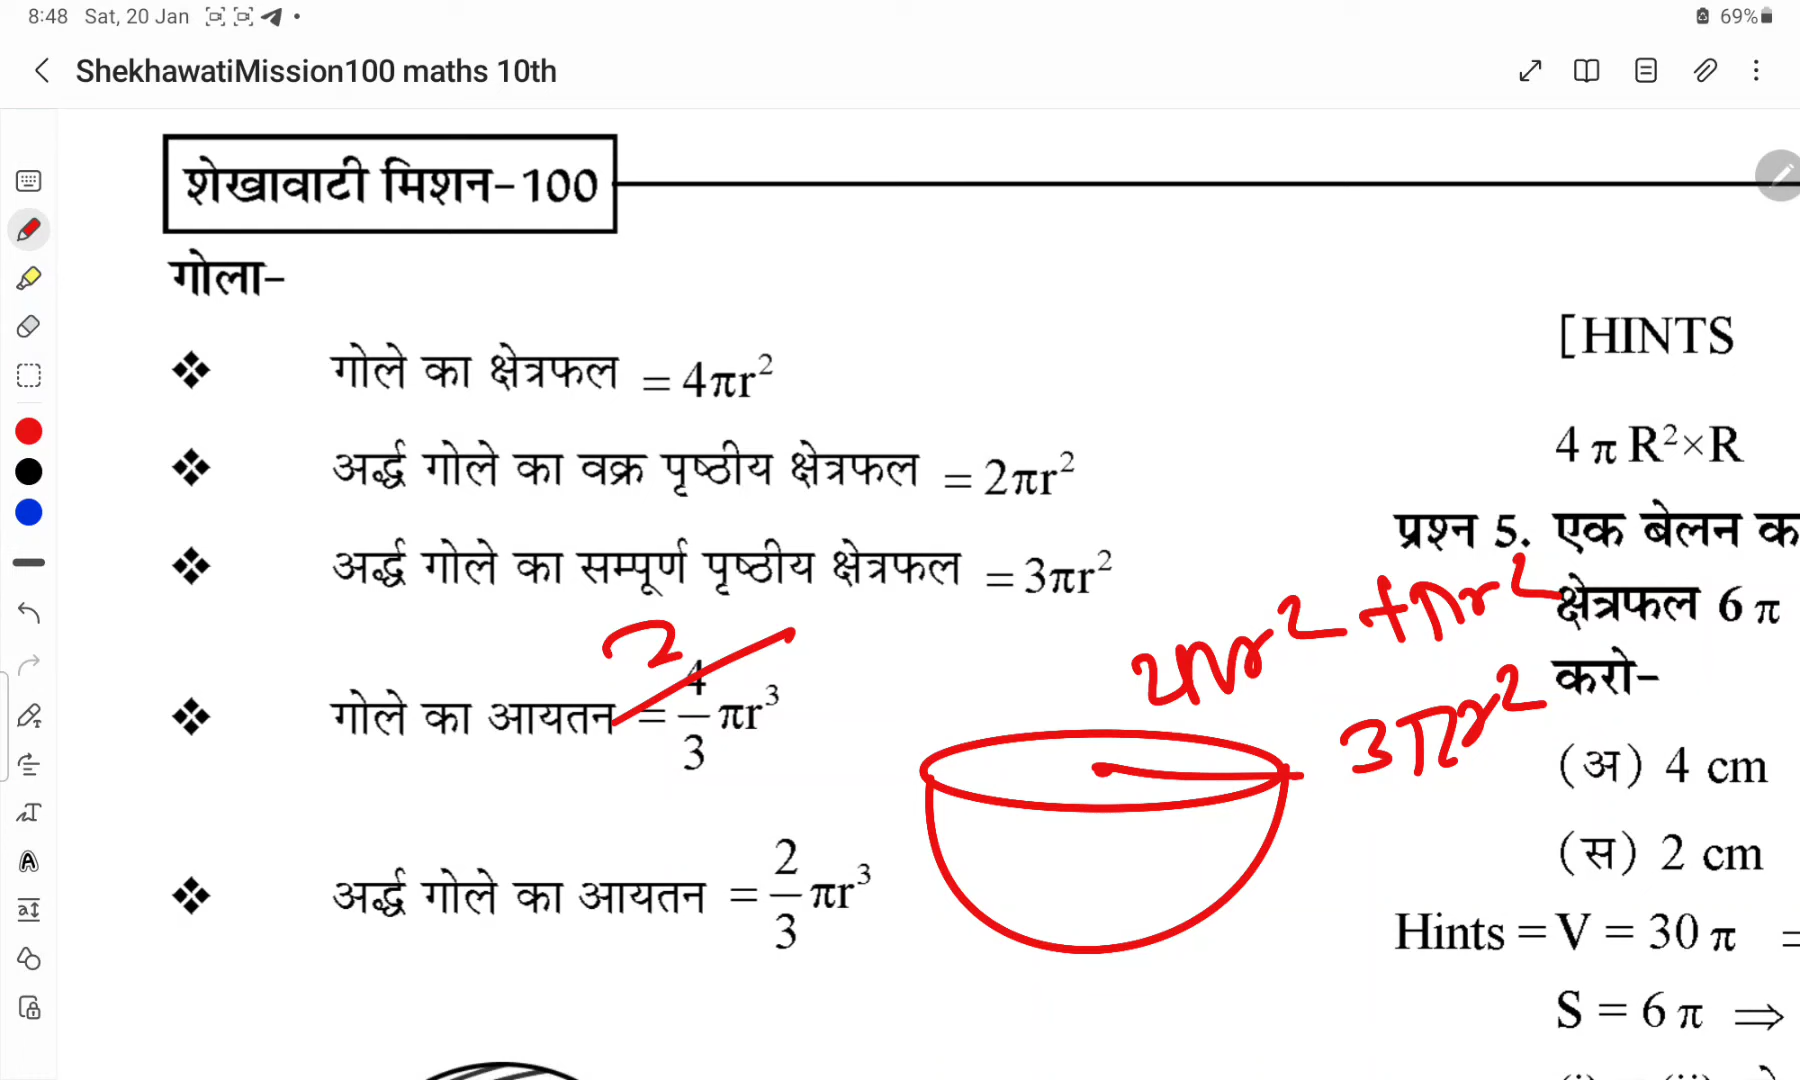 8:48 Sat, 20 Jan
69%
ShekhawatiMission100 maths 10th
शेखावाटी मिशन-100
गोला-
❖ गोले का क्षेत्रफल = 4πr²
❖ अर्द्ध गोले का वक्र पृष्ठीय क्षेत्रफल = 2πr²
❖ अर्द्ध गोले का सम्पूर्ण पृष्ठीय क्षेत्रफल = 3πr²
2
❖ गोले का आयतन = 4/3 πr³
❖ अर्द्ध गोले का आयतन = 2/3 πr³
2πr² + πr²
3πr²
[HINTS
4 π R²×R
प्रश्न 5. एक बेलन क
क्षेत्रफल 6 π
करो-
(अ) 4 cm
(स) 2 cm
Hints = V = 30 π =
S = 6 π ⇒